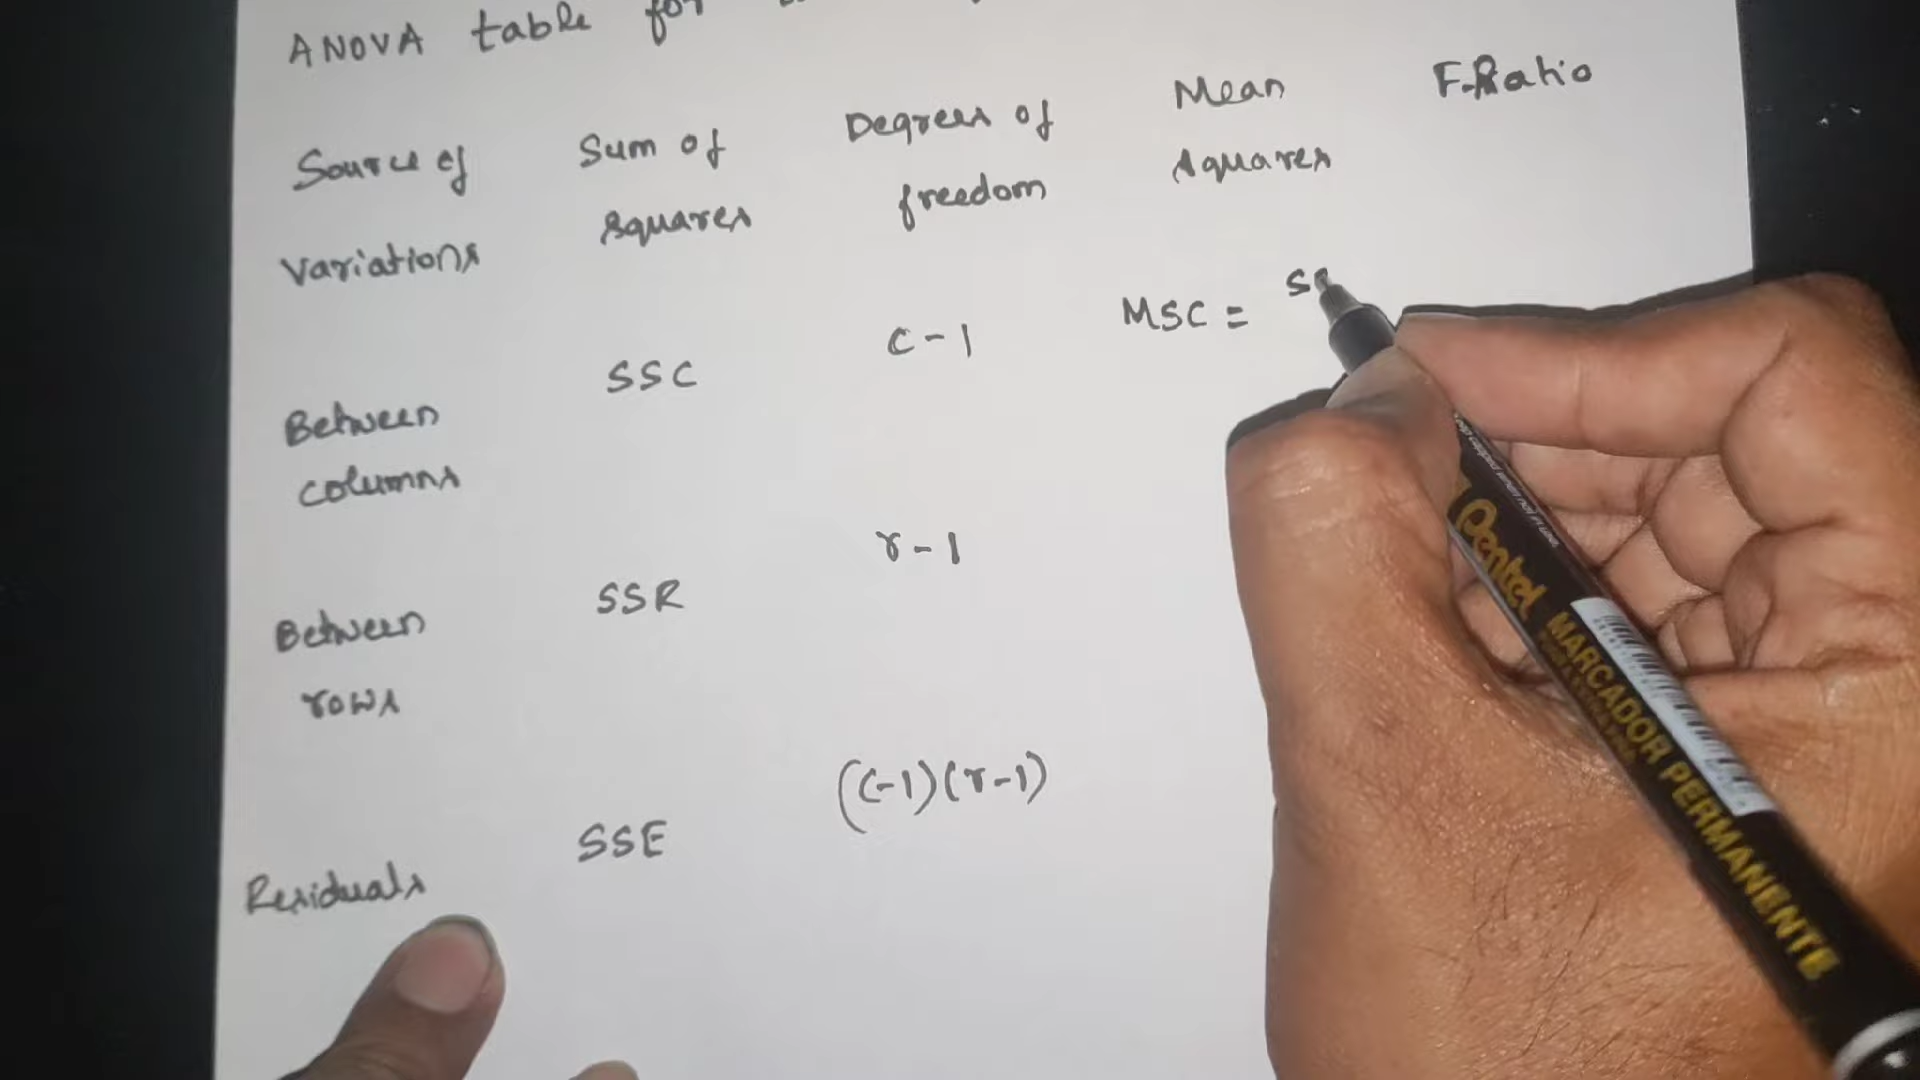 ANOVA table for
Source of Sum of Degrees of Mean F-Ratio
Variations squares freedom squares
Between SSC c-1 MSC =
columns
Between SSR r-1
rows
Residuals SSE (c-1)(r-1)
Pentel
MARCADOR PERMANENTE